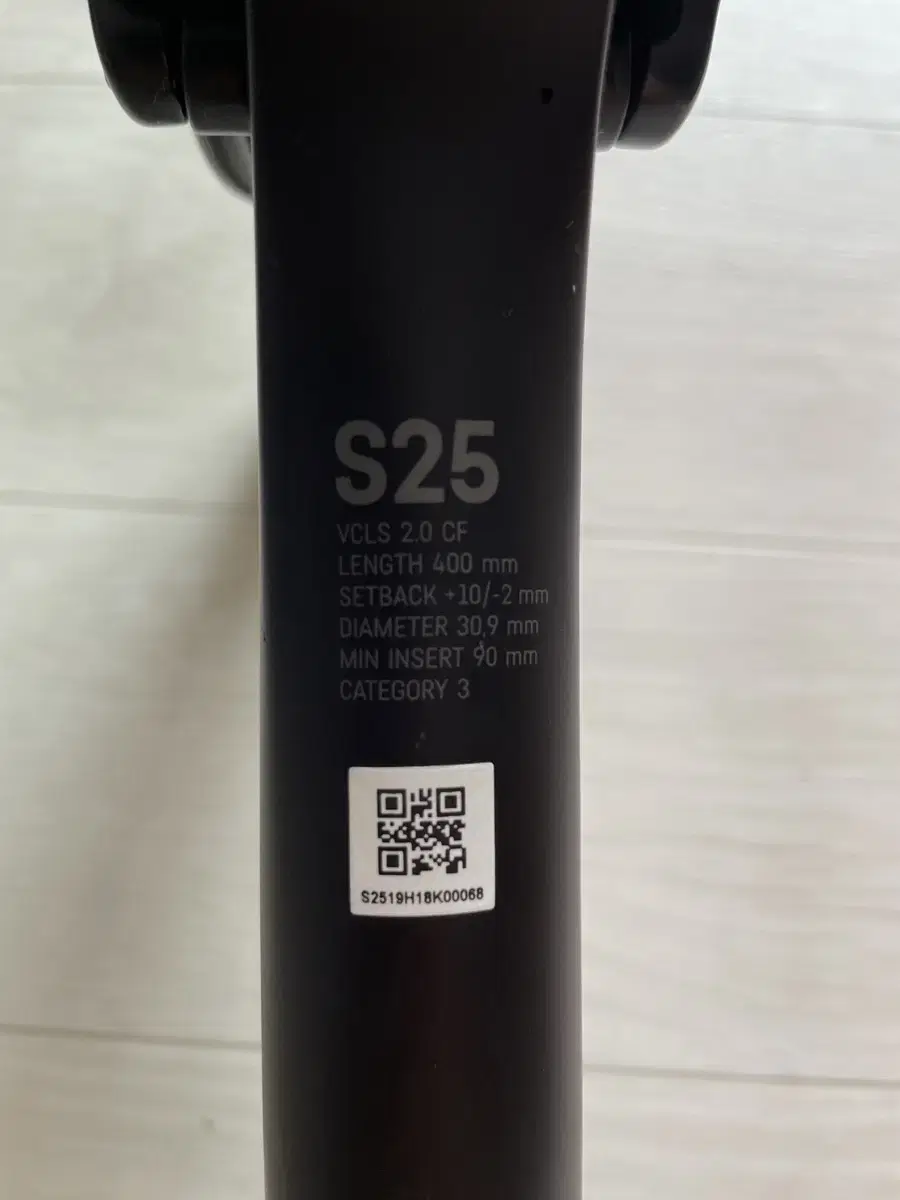 S25
VCLS 2.0 CF
LENGTH 400 mm
SETBACK +10/-2 mm
DIAMETER 30,9 mm
MIN INSERT 90 mm
CATEGORY 3
S2519H18K00068